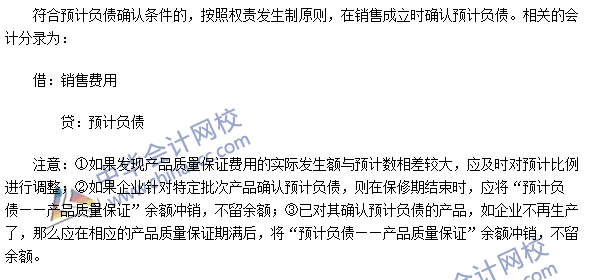 符合预计负债确认条件的，按照权责发生制原则，在销售成立时确认预计负债。相关的会
计分录为：
借：销售费用
贷：预计负债
注意：①如果发现产品质量保证费用的实际发生额与预计数相差较大，应及时对预计比例
进行调整；②如果企业针对特定批次产品确认预计负债，则在保修期结束时，应将“预计负
债——产品质量保证”余额冲销，不留余额；③已对其确认预计负债的产品，如企业不再生产
了，那么应在相应的产品质量保证期满后，将“预计负债——产品质量保证”余额冲销，不留
余额。
中华会计网校
中华会计网校